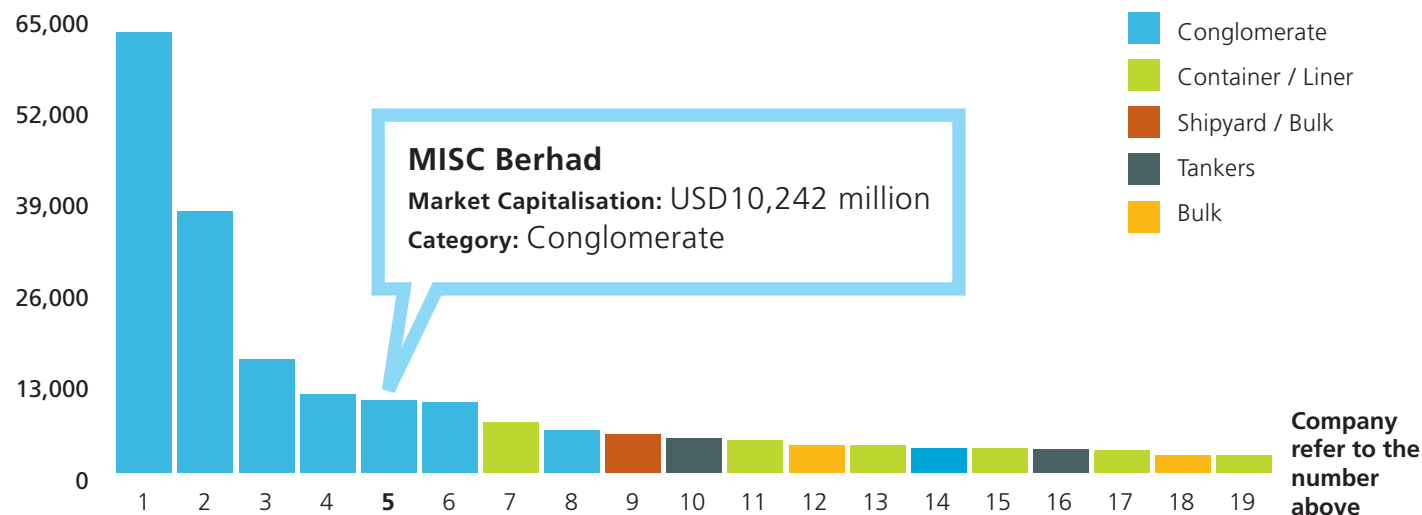 65,000
52,000
39,000
26,000
13,000
0
MISC Berhad
Market Capitalisation: USD10,242 million
Category: Conglomerate
Conglomerate
Container / Liner
Shipyard / Bulk
Tankers
Bulk
1 2 3 4 5 6 7 8 9 10 11 12 13 14 15 16 17 18 19
Company
refer to the
number
above